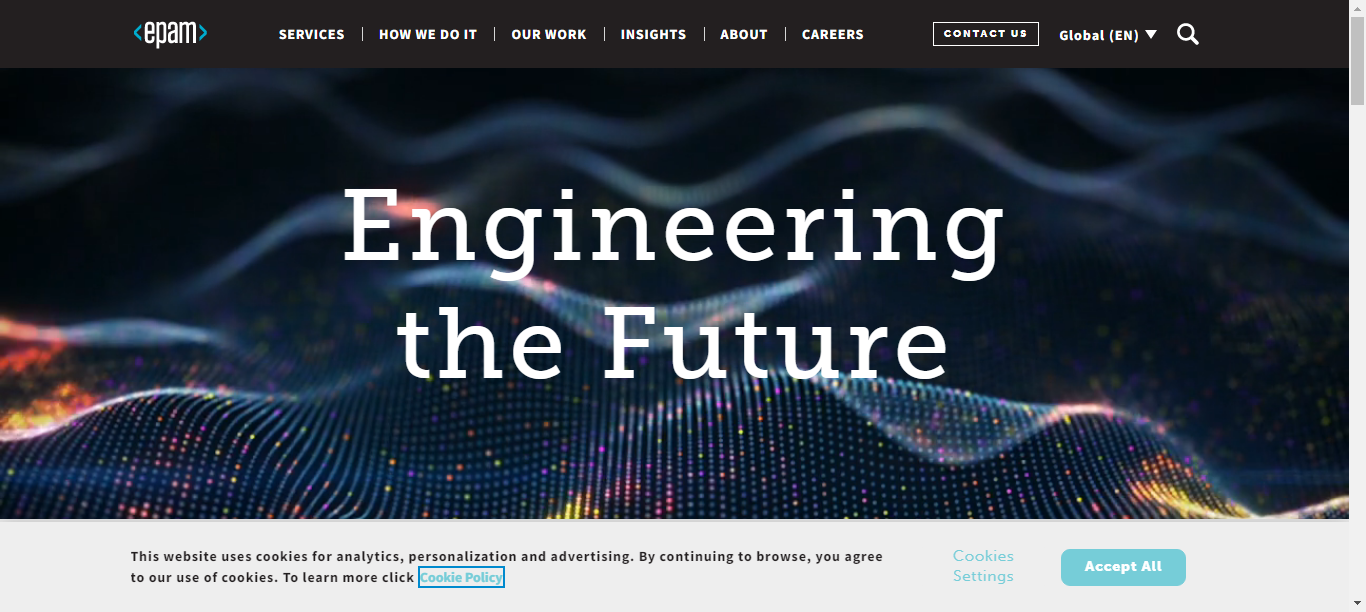 <epam>
SERVICES | HOW WE DO IT | OUR WORK | INSIGHTS | ABOUT | CAREERS
CONTACT US
Global (EN)
Engineering
the Future
This website uses cookies for analytics, personalization and advertising. By continuing to browse, you agree
to our use of cookies. To learn more click Cookie Policy
Cookies
Settings
Accept All